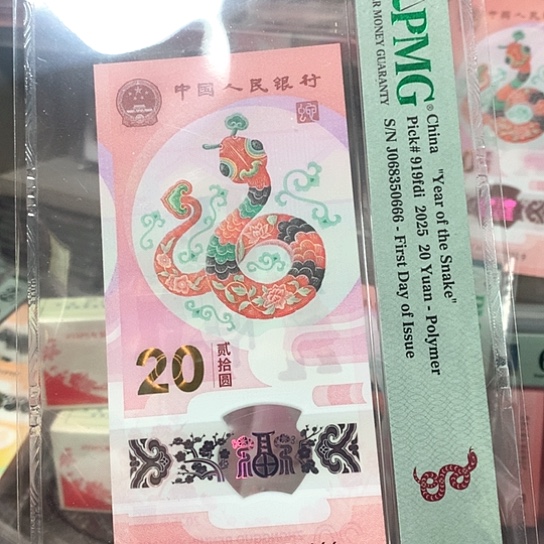 中国人民银行
20 贰拾圆
福
PMG
MONEY GUARANTY
China "Year of the Snake"
Pick# 919fdi 2025 20 Yuan - Polymer
S/N J068350666 - First Day of Issue